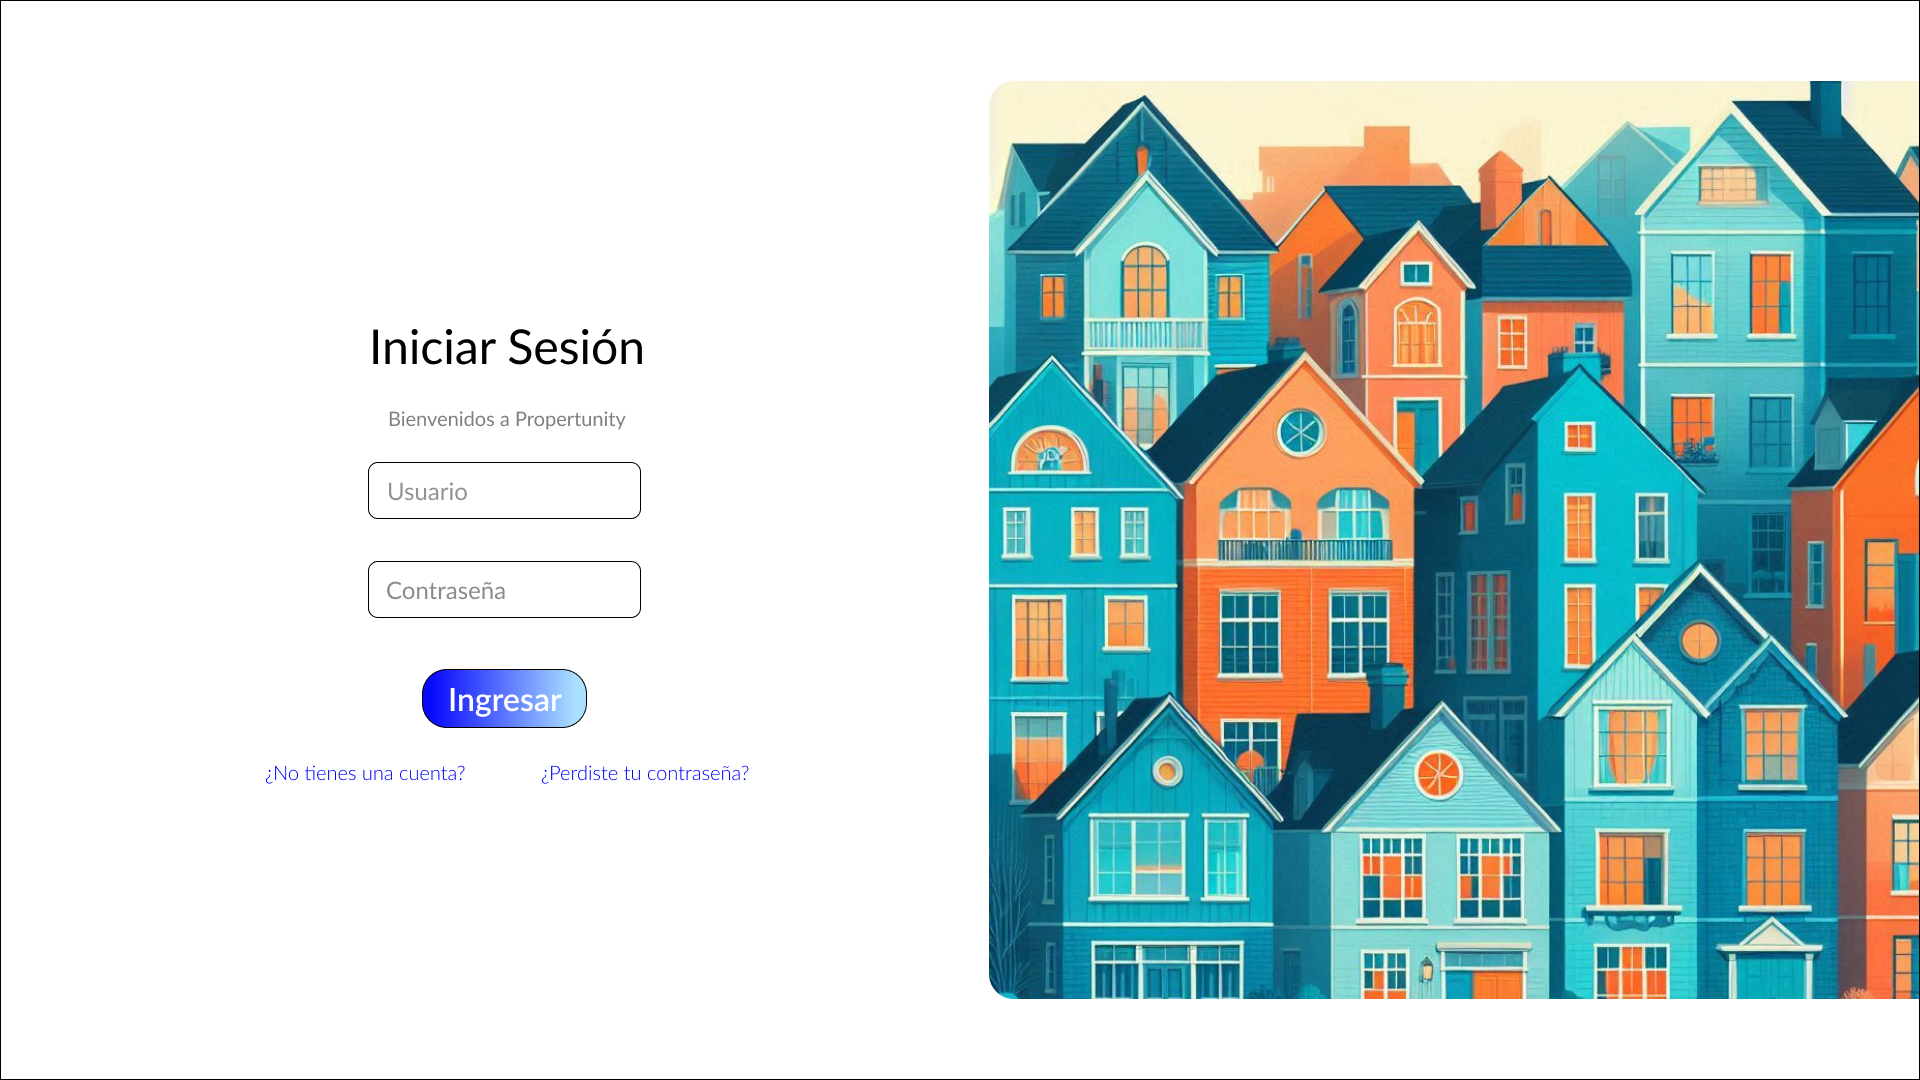 Iniciar Sesión
Bienvenidos a Propertunity
Usuario
Contraseña
Ingresar
¿No tienes una cuenta? ¿Perdiste tu contraseña?